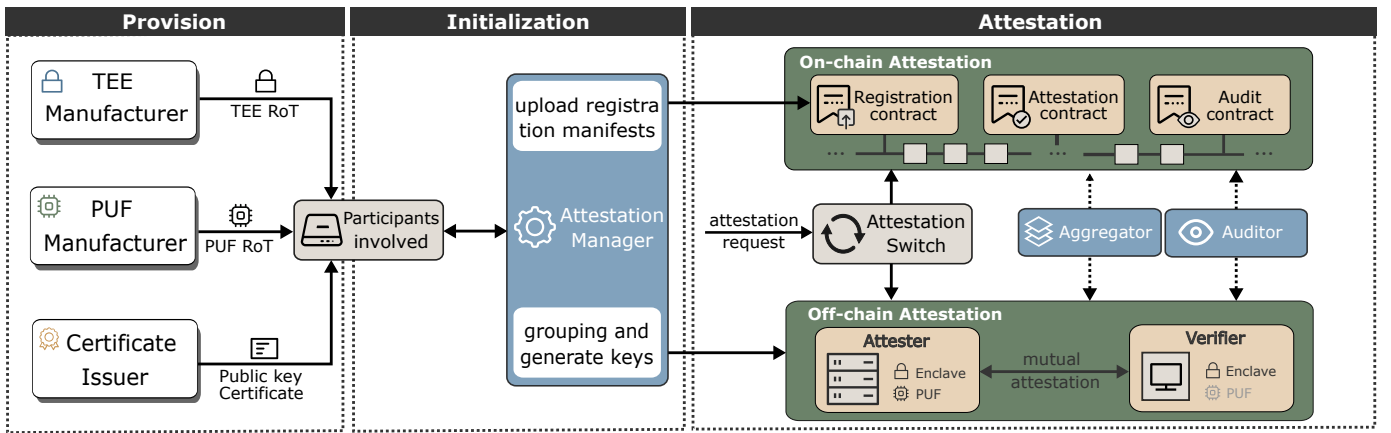 Provision
Initialization
Attestation
TEE
Manufacturer
TEE RoT
PUF
Manufacturer
PUF RoT
Certificate
Issuer
Public key
Certificate
Participants
involved
upload registra
tion manifests
Attestation
Manager
grouping and
generate keys
On-chain Attestation
Registration
contract
Attestation
contract
Audit
contract
...
...
...
attestation
request
Attestation
Switch
Aggregator
Auditor
Off-chain Attestation
Attester
Enclave
PUF
mutual
attestation
Verifier
Enclave
PUF